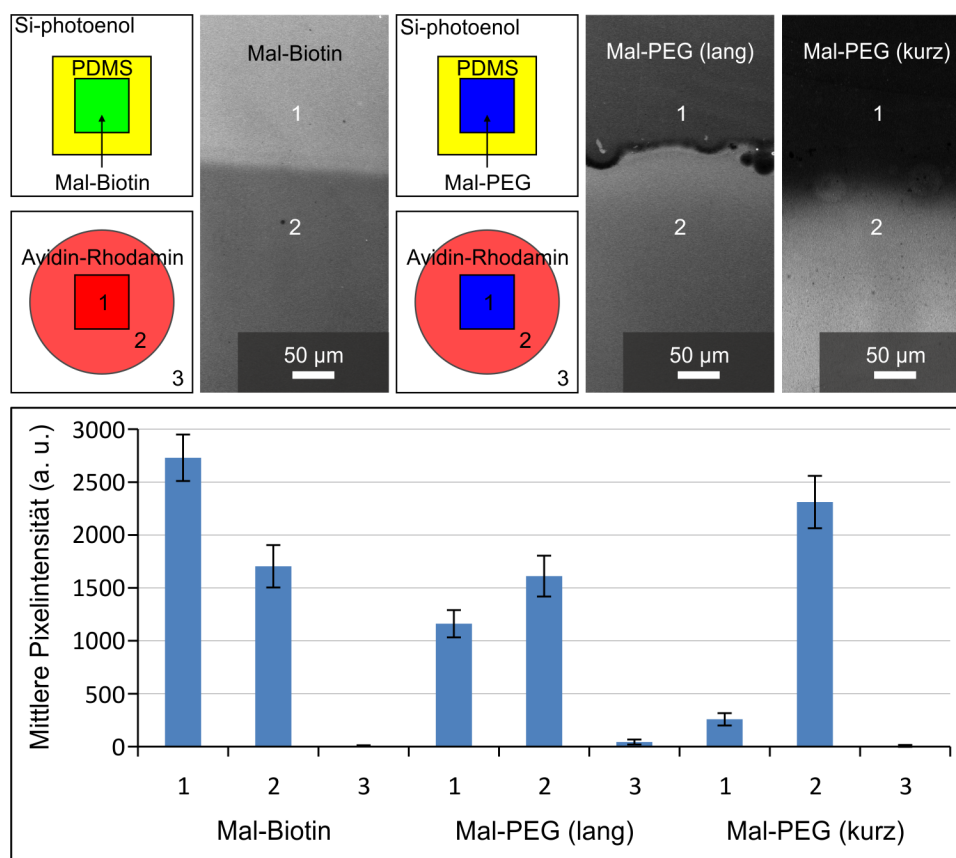 Si-photoenol
PDMS
Mal-Biotin
Avidin-Rhodamin
1
2
3
Mal-Biotin
1
2
50 µm
Si-photoenol
PDMS
Mal-PEG
Avidin-Rhodamin
1
2
3
Mal-PEG (lang)
1
2
50 µm
Mal-PEG (kurz)
1
2
50 µm
Mittlere Pixelintensität (a. u.)
3000
2500
2000
1500
1000
500
0
1 2 3 1 2 3 1 2 3
Mal-Biotin Mal-PEG (lang) Mal-PEG (kurz)